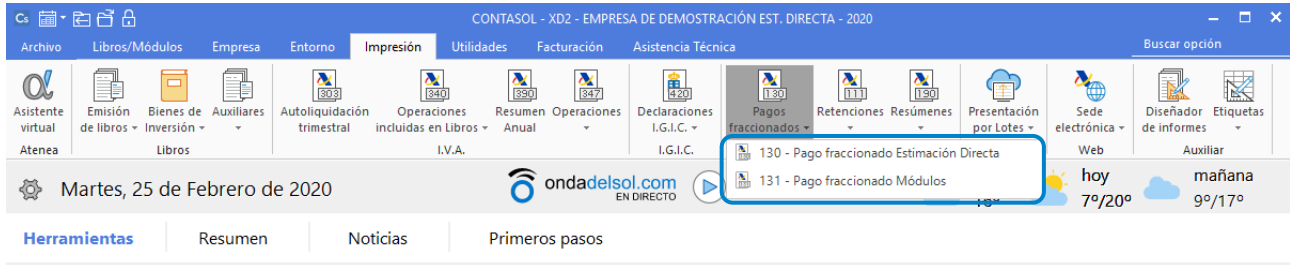 Cs
CONTASOL - XD2 - EMPRESA DE DEMOSTRACIÓN EST. DIRECTA - 2020
Archivo Libros/Módulos Empresa Entorno Impresión Utilidades Facturación Asistencia Técnica Buscar opción
303 340 390 347 420 130 111 190
Asistente Emisión Bienes de Auxiliares Autoliquidación Operaciones Resumen Operaciones Declaraciones Pagos Retenciones Resúmenes Presentación Sede Diseñador Etiquetas
virtual de libros Inversión trimestral incluidas en Libros Anual I.G.I.C. fraccionados por Lotes electrónica de informes
Atenea Libros I.V.A. I.G.I.C. Web Auxiliar
130 - Pago fraccionado Estimación Directa
131 - Pago fraccionado Módulos
Martes, 25 de Febrero de 2020 ondadelsol.com hoy mañana
EN DIRECTO 7º/20º 9º/17º
Herramientas Resumen Noticias Primeros pasos